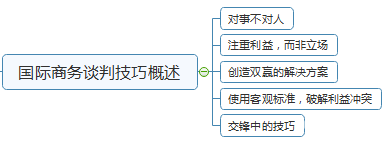 国际商务谈判技巧概述
对事不对人
注重利益，而非立场
创造双赢的解决方案
使用客观标准，破解利益冲突
交锋中的技巧